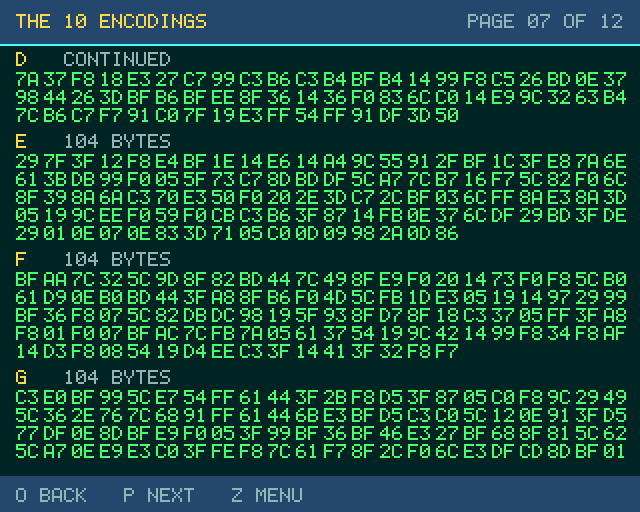 THE 10 ENCODINGS PAGE 07 OF 12
D CONTINUED
7A 37 F8 18 E3 27 C7 99 C3 B6 C3 B4 BF B4 14 99 F8 C5 26 BD 0E 37
98 44 26 3D BF B6 BF EE 8F 36 14 36 F0 83 6C C0 14 E9 9C 32 63 B4
7C B6 C7 F7 91 C0 7F 19 E3 FF 54 FF 91 DF 3D 50
E 104 BYTES
29 7F 3F 12 F8 E4 BF 1E 14 E6 14 A4 9C 55 91 2F BF 1C 3F E8 7A 6E
61 3B DB 99 F0 05 5F 73 C7 8D BD DF 5C A7 7C B7 16 F7 5C 82 F0 6C
8F 39 8A 6A C3 70 E3 50 F0 20 2E 3D C7 2C BF 03 6C FF 8A E3 8A 3D
05 19 9C EE F0 59 F0 CB C3 B6 3F 87 14 FB 0E 37 6C DF 29 BD 3F DE
29 01 0E 07 0E 83 3D 71 05 C0 0D 09 98 2A 0D 86
F 104 BYTES
BF AA 7C 32 5C 9D 8F 82 BD 44 7C 49 8F E9 F0 20 14 73 F0 F8 5C B0
61 D9 0E B0 BD 44 3F A8 8F B6 F0 4D 5C FB 1D E3 05 19 14 97 29 99
BF 36 F8 07 5C 82 DB DC 98 19 5F 93 8F D7 8F 18 C3 37 05 FF 3F A8
F8 01 F0 07 BF AC 7C FB 7A 05 61 37 54 19 9C 42 14 99 F8 34 F8 AF
14 D3 F8 08 54 19 D4 EE C3 3F 14 41 3F 32 F8 F7
G 104 BYTES
C3 E0 BF 99 5C E7 54 FF 61 44 3F 2B F8 D5 3F 87 05 C0 F8 9C 29 49
5C 36 2E 76 7C 68 91 FF 61 44 6B E3 BF D5 C3 C0 5C 12 0E 91 3F D5
77 DF 0E 8D BF E9 F0 05 3F 99 BF 36 BF 46 E3 27 BF 68 8F 81 5C 62
5C A7 0E E9 E3 C0 3F FE F8 7C 61 F7 8F 2C F0 6C E3 DF CD 8D BF 01
O BACK P NEXT Z MENU